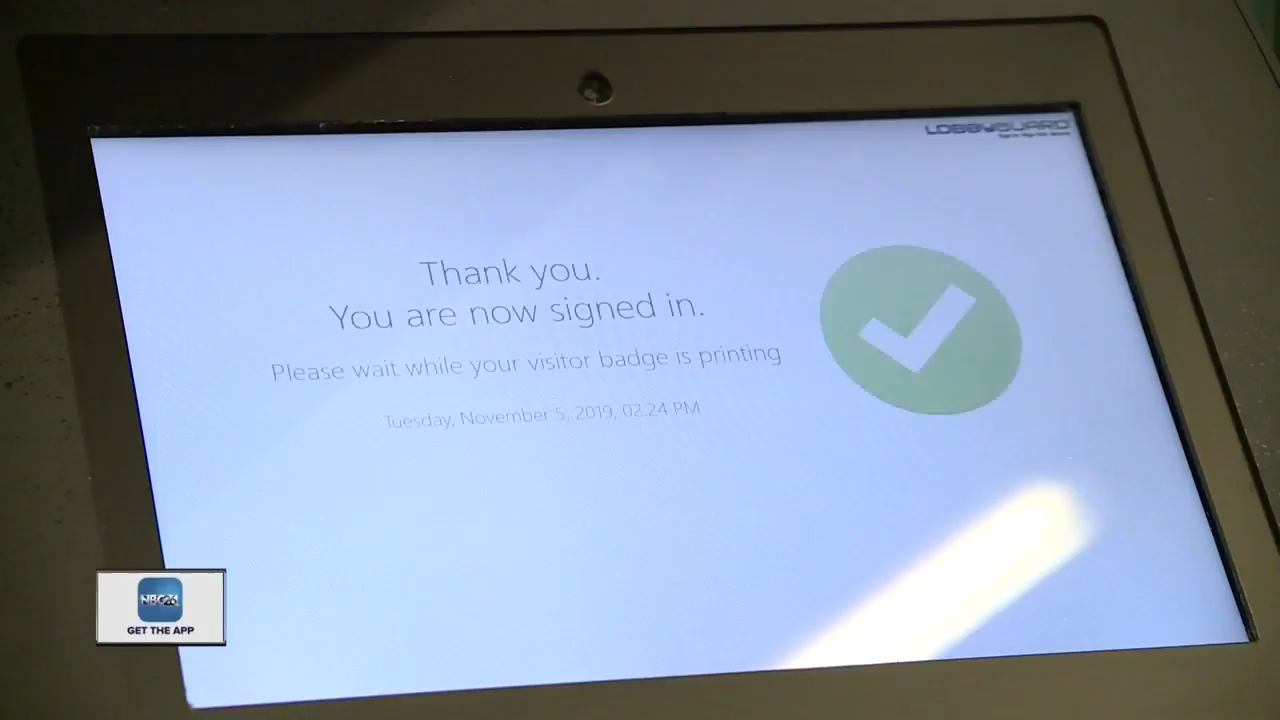 LOBBYGUARD
Thank you.
You are now signed in.
Please wait while your visitor badge is printing
Tuesday, November 5, 2019, 02:24 PM
NBC26
GET THE APP